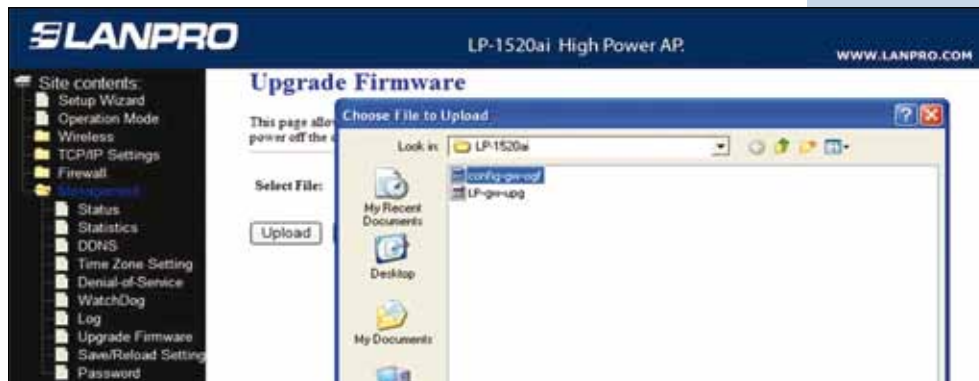 LANPRO
LP-1520ai High Power AP.
WWW.LANPRO.COM
Site contents:
Setup Wizard
Operation Mode
Wireless
TCP/IP Settings
Firewall
Management
Status
Statistics
DDNS
Time Zone Setting
Denial-of-Service
WatchDog
Log
Upgrade Firmware
Save/Reload Setting
Password
Upgrade Firmware
This page allo
power off the
Select File:
Upload
Choose File to Upload
Look in:
LP-1520ai
My Recent
Documents
Desktop
My Documents
config-gw-ogf
LP-gw-upg